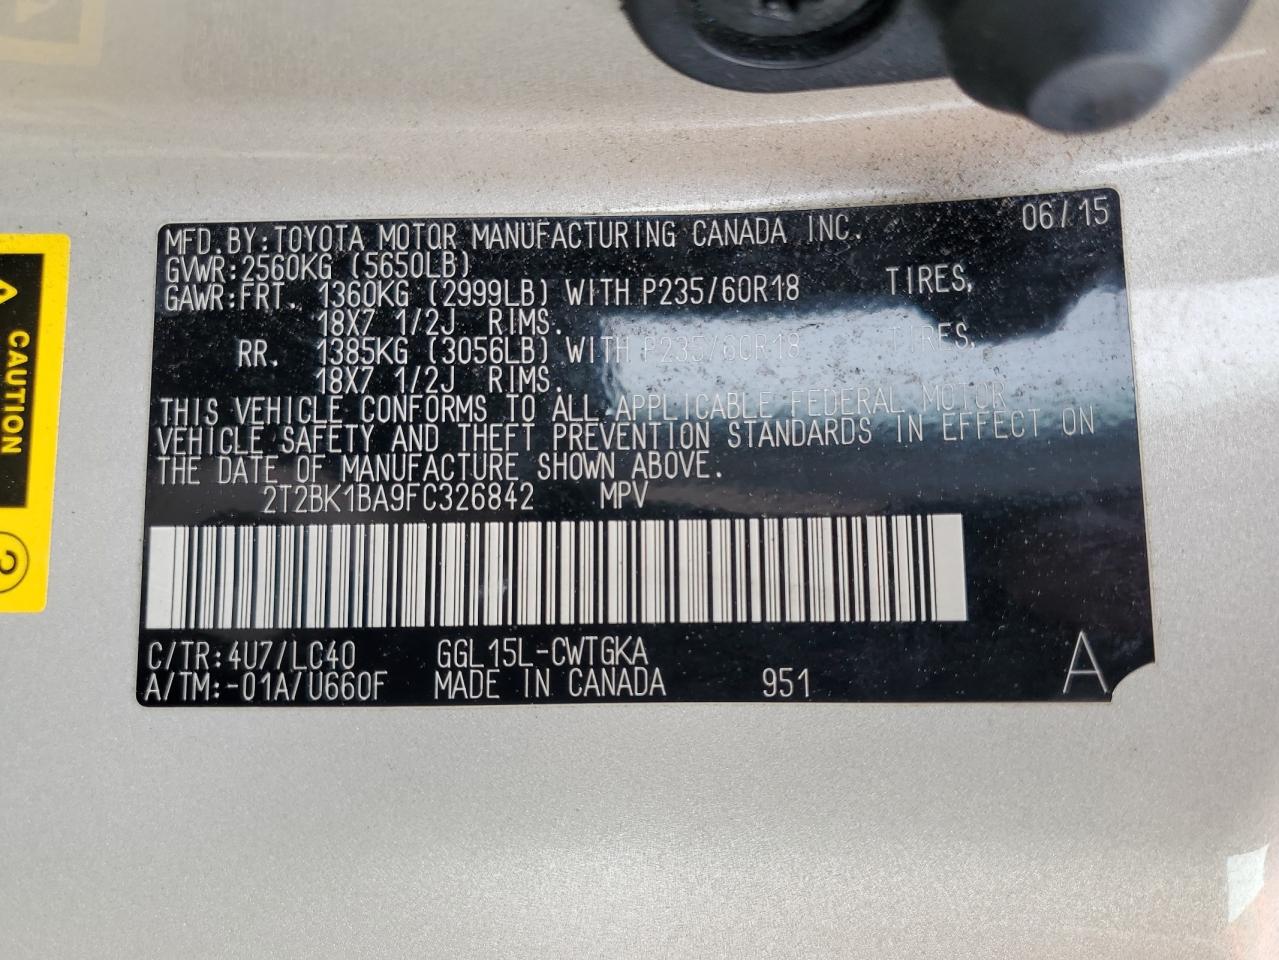 MFD. BY: TOYOTA MOTOR MANUFACTURING CANADA INC. 06/15
GVWR: 2560KG (5650LB)
GAWR: FRT. 1360KG (2999LB) WITH P235/60R18 TIRES,
18X7 1/2J RIMS.
RR. 1385KG (3056LB) WITH P235/60R18 TIRES,
18X7 1/2J RIMS.
THIS VEHICLE CONFORMS TO ALL APPLICABLE FEDERAL MOTOR
VEHICLE SAFETY AND THEFT PREVENTION STANDARDS IN EFFECT ON
THE DATE OF MANUFACTURE SHOWN ABOVE.
2T2BK1BA9FC326842 MPV
C/TR: 4U7/LC40 GGL15L-CWTGKA
A/TM: -01A/U660F MADE IN CANADA 951 A
CAUTION
2